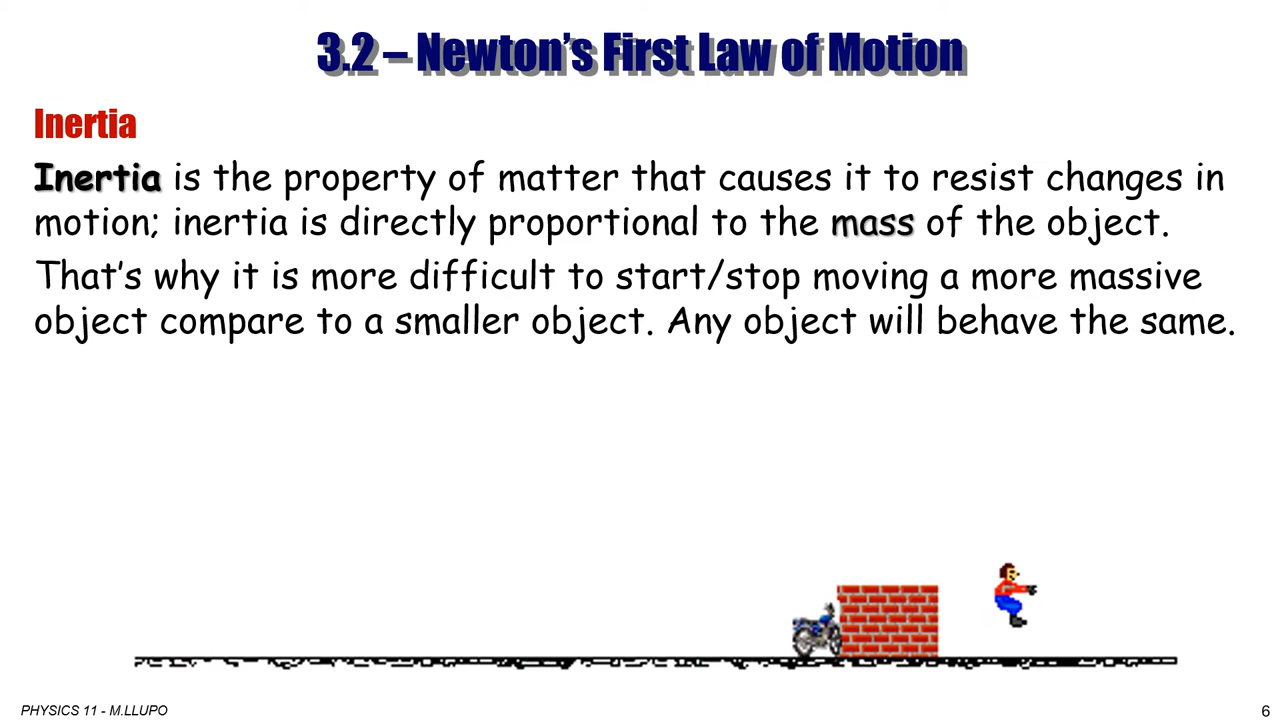 3.2 – Newton’s First Law of Motion
Inertia
Inertia is the property of matter that causes it to resist changes in
motion; inertia is directly proportional to the mass of the object.
That’s why it is more difficult to start/stop moving a more massive
object compare to a smaller object. Any object will behave the same.
PHYSICS 11 - M.LLUPO
6